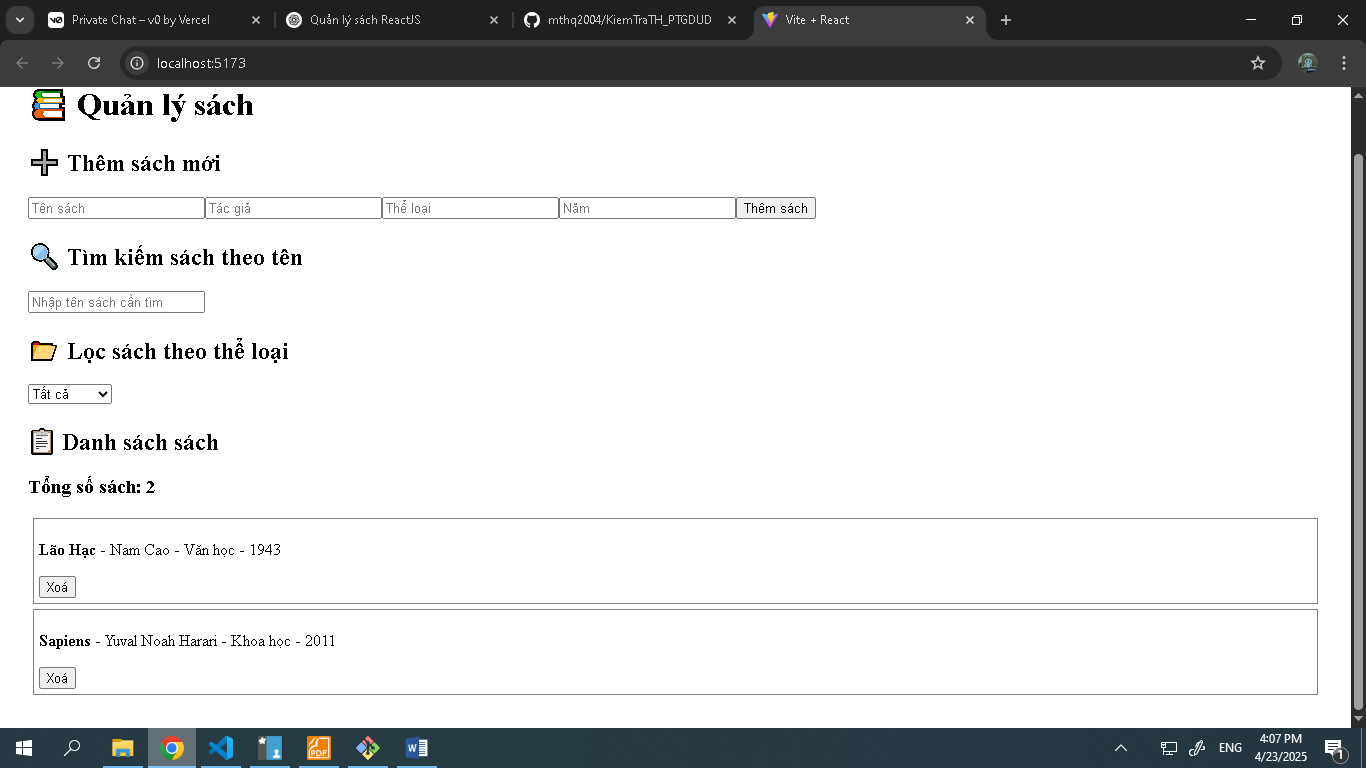 Private Chat – v0 by Vercel
Quản lý sách ReactJS
mthq2004/KiemTraTH_PTGDUD
Vite + React
localhost:5173
Quản lý sách
Thêm sách mới
Tên sách Tác giả Thể loại Năm Thêm sách
Tìm kiếm sách theo tên
Nhập tên sách cần tìm
Lọc sách theo thể loại
Tất cả
Danh sách sách
Tổng số sách: 2
Lão Hạc - Nam Cao - Văn học - 1943
Xoá
Sapiens - Yuval Noah Harari - Khoa học - 2011
Xoá
PDF
ENG
4:07 PM
4/23/2025
1